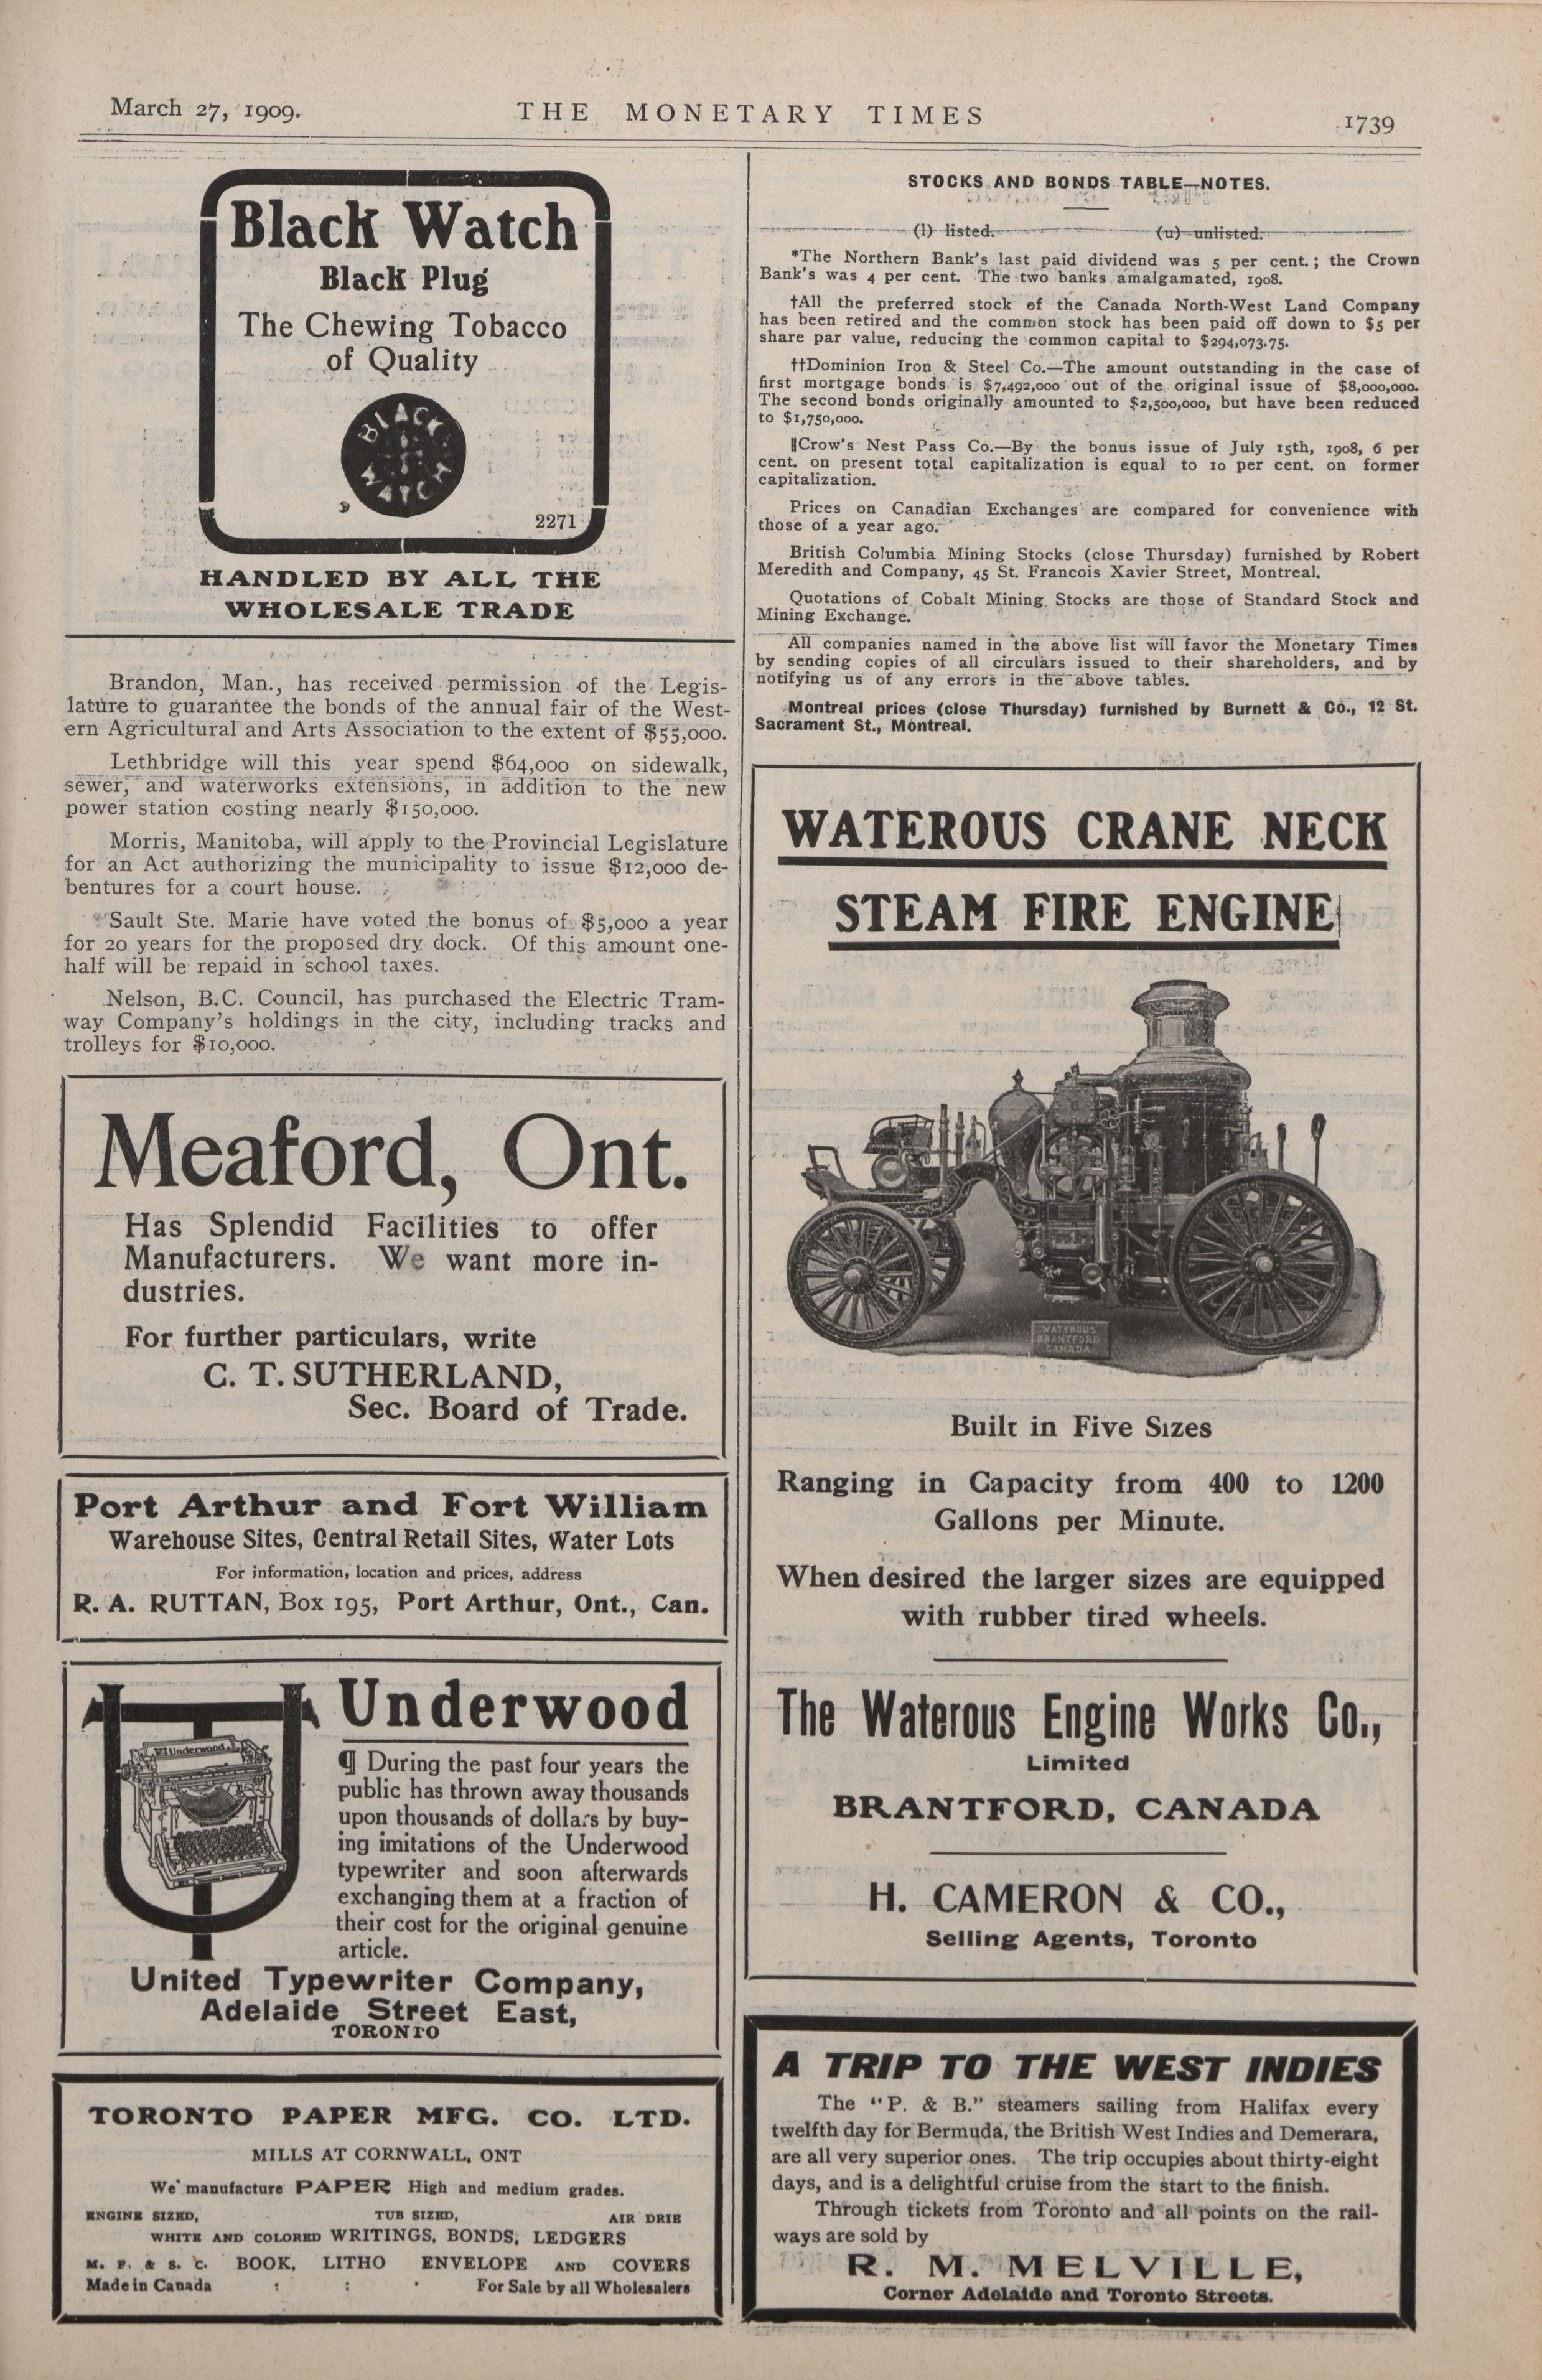 March 27, 1909.
THE MONETARY TIMES
1739
Black Watch
Black Plug
The Chewing Tobacco
of Quality
BLACK
WATCH
2271
HANDLED BY ALL THE
WHOLESALE TRADE
Brandon, Man., has received permission of the Legis-
lature to guarantee the bonds of the annual fair of the West-
ern Agricultural and Arts Association to the extent of $55,000.
Lethbridge will this year spend $64,000 on sidewalk,
sewer, and waterworks extensions, in addition to the new
power station costing nearly $150,000.
Morris, Manitoba, will apply to the Provincial Legislature
for an Act authorizing the municipality to issue $12,000 de-
bentures for a court house.
Sault Ste. Marie have voted the bonus of $5,000 a year
for 20 years for the proposed dry dock. Of this amount one-
half will be repaid in school taxes.
Nelson, B.C. Council, has purchased the Electric Tram-
way Company's holdings in the city, including tracks and
trolleys for $10,000.
Meaford, Ont.
Has Splendid Facilities to offer
Manufacturers. We want more in-
dustries.
For further particulars, write
C. T. SUTHERLAND,
Sec. Board of Trade.
Port Arthur and Fort William
Warehouse Sites, Central Retail Sites, Water Lots
For information, location and prices, address
R. A. RUTTAN, Box 195, Port Arthur, Ont., Can.
Underwood
Underwood
¶ During the past four years the
public has thrown away thousands
upon thousands of dollars by buy-
ing imitations of the Underwood
typewriter and soon afterwards
exchanging them at a fraction of
their cost for the original genuine
article.
United Typewriter Company,
Adelaide Street East,
TORONTO
TORONTO PAPER MFG. CO. LTD.
MILLS AT CORNWALL, ONT
We manufacture PAPER High and medium grades.
ENGINE SIZED, TUB SIZED, AIR DRIE
WHITE AND COLORED WRITINGS, BONDS, LEDGERS
M. F. & S. C. BOOK, LITHO ENVELOPE AND COVERS
Made in Canada : : For Sale by all Wholesalers
STOCKS AND BONDS TABLE—NOTES.
(l) listed. (u) unlisted.
*The Northern Bank's last paid dividend was 5 per cent.; the Crown
Bank's was 4 per cent. The two banks amalgamated, 1908.
†All the preferred stock of the Canada North-West Land Company
has been retired and the common stock has been paid off down to $5 per
share par value, reducing the common capital to $294,073.75.
††Dominion Iron & Steel Co.—The amount outstanding in the case of
first mortgage bonds is $7,492,000 out of the original issue of $8,000,000.
The second bonds originally amounted to $2,500,000, but have been reduced
to $1,750,000.
‖Crow's Nest Pass Co.—By the bonus issue of July 15th, 1908, 6 per
cent. on present total capitalization is equal to 10 per cent. on former
capitalization.
Prices on Canadian Exchanges are compared for convenience with
those of a year ago.
British Columbia Mining Stocks (close Thursday) furnished by Robert
Meredith and Company, 45 St. Francois Xavier Street, Montreal.
Quotations of Cobalt Mining Stocks are those of Standard Stock and
Mining Exchange.
All companies named in the above list will favor the Monetary Times
by sending copies of all circulars issued to their shareholders, and by
notifying us of any errors in the above tables.
Montreal prices (close Thursday) furnished by Burnett & Co., 12 St.
Sacrament St., Montreal.
WATEROUS CRANE NECK
STEAM FIRE ENGINE
WATEROUS
BRANTFORD
CANADA
Built in Five Sizes
Ranging in Capacity from 400 to 1200
Gallons per Minute.
When desired the larger sizes are equipped
with rubber tired wheels.
The Waterous Engine Works Co.,
Limited
BRANTFORD, CANADA
H. CAMERON & CO.,
Selling Agents, Toronto
A TRIP TO THE WEST INDIES
The "P. & B." steamers sailing from Halifax every
twelfth day for Bermuda, the British West Indies and Demerara,
are all very superior ones. The trip occupies about thirty-eight
days, and is a delightful cruise from the start to the finish.
Through tickets from Toronto and all points on the rail-
ways are sold by
R. M. MELVILLE,
Corner Adelaide and Toronto Streets.